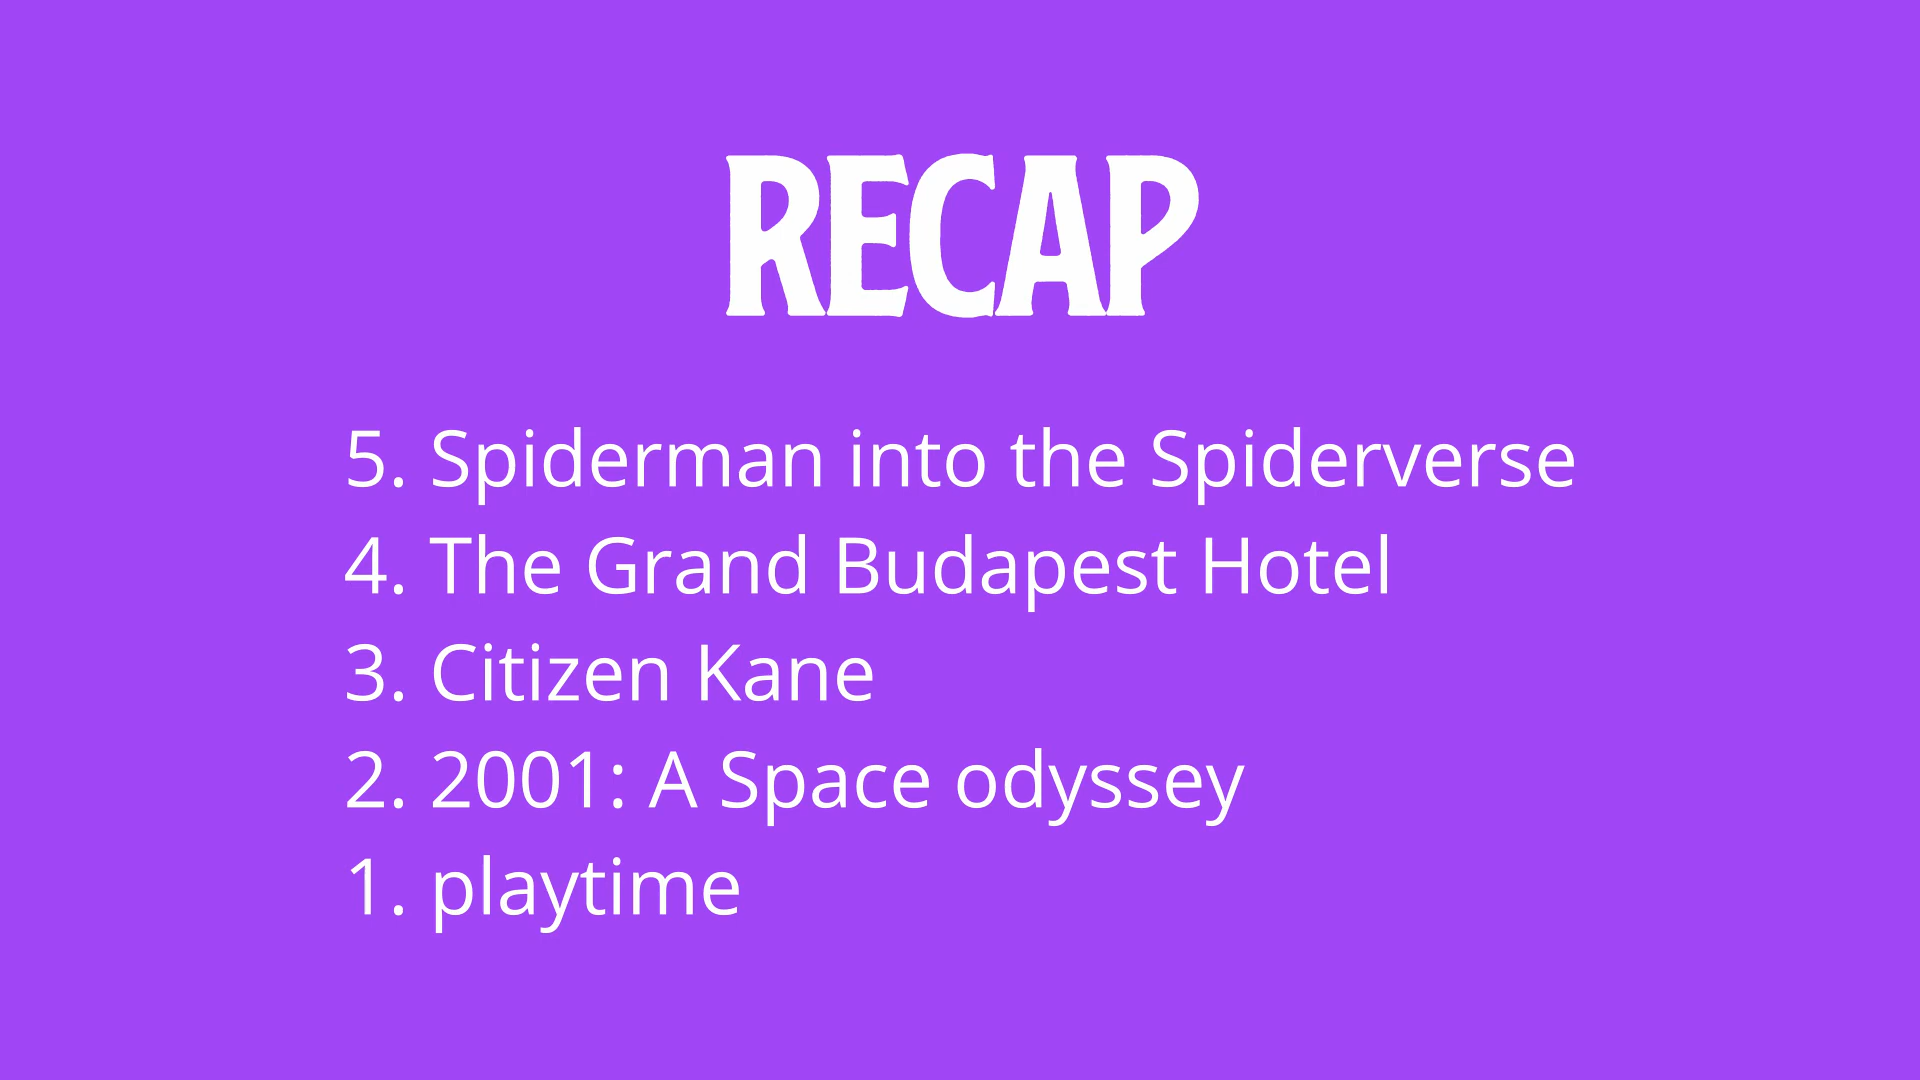 RECAP
5. Spiderman into the Spiderverse
4. The Grand Budapest Hotel
3. Citizen Kane
2. 2001: A Space odyssey
1. playtime